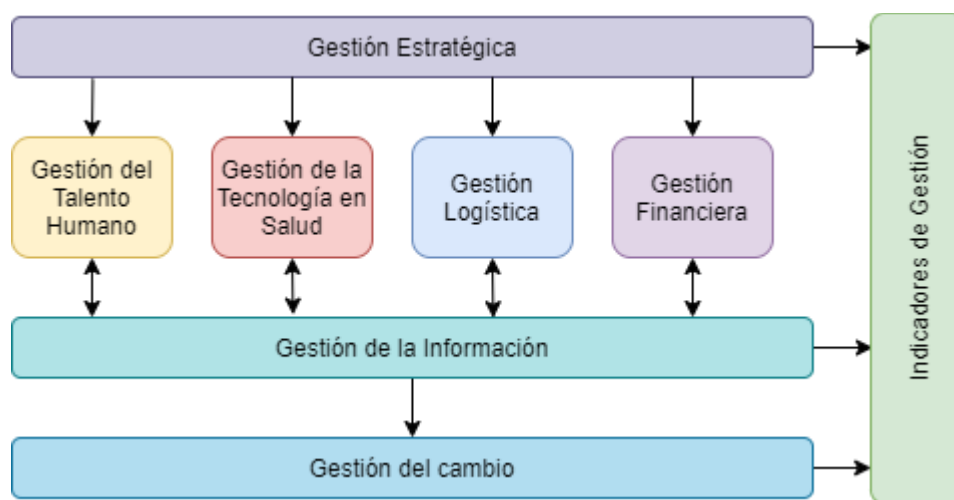 Gestión Estratégica
Gestión del
Talento
Humano
Gestión de la
Tecnología en
Salud
Gestión
Logística
Gestión
Financiera
Gestión de la Información
Gestión del cambio
Indicadores de Gestión